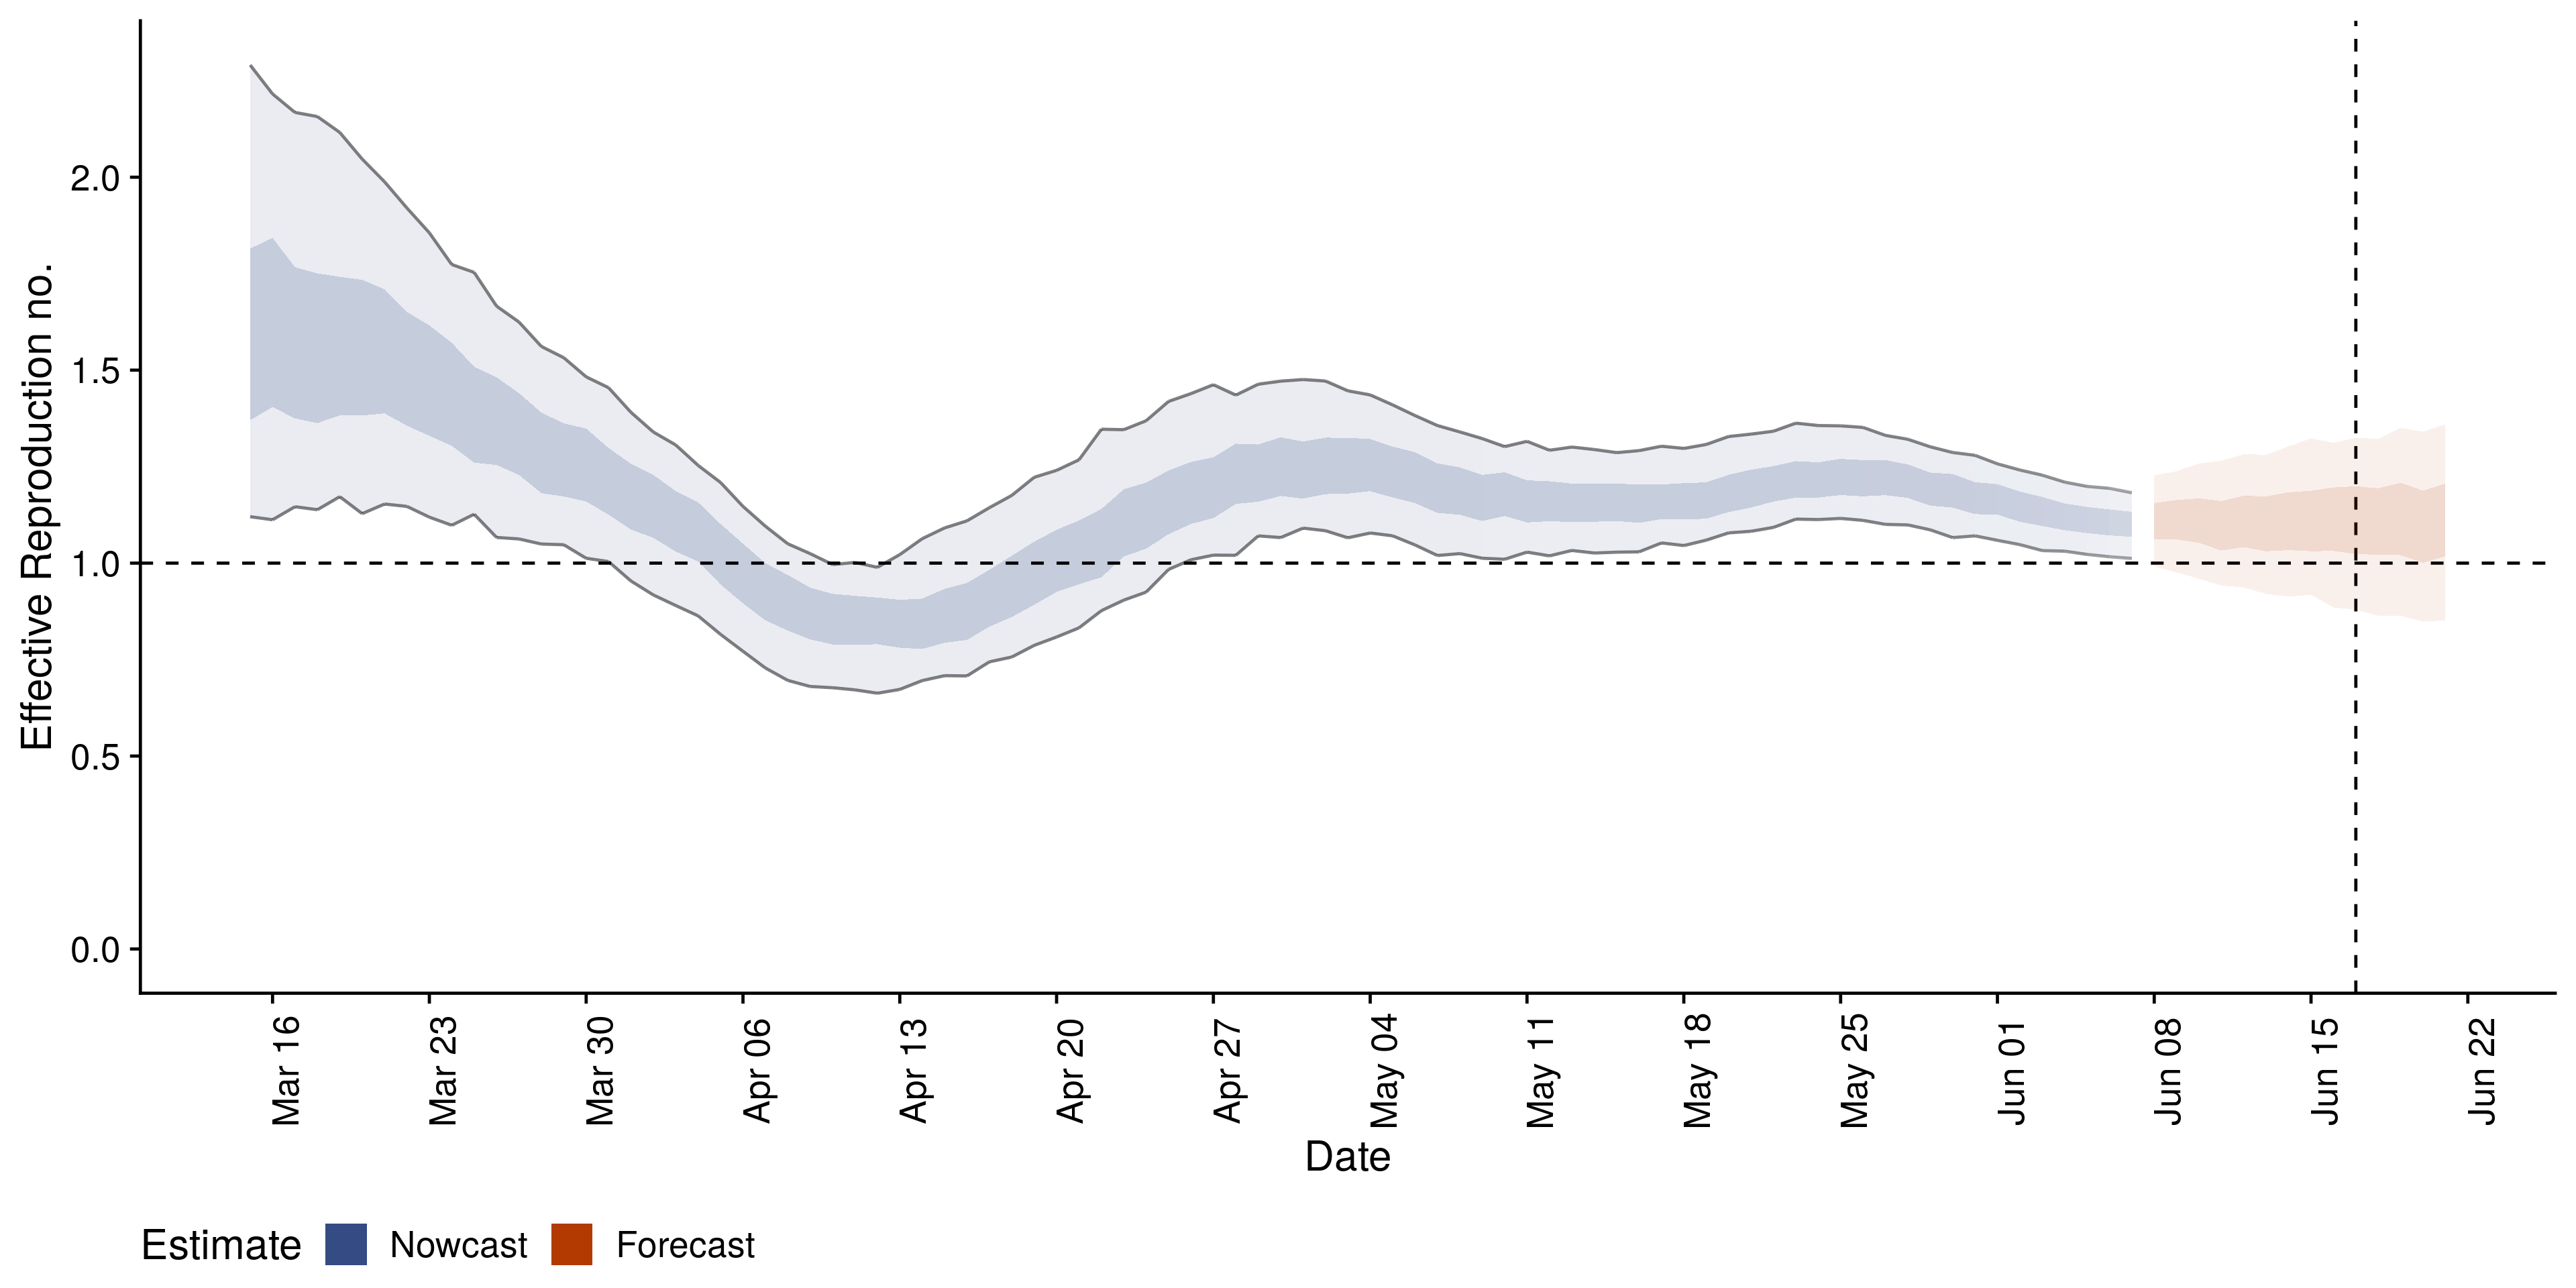 Effective Reproduction no.
2.0
1.5
1.0
0.5
0.0
Mar 16
Mar 23
Mar 30
Apr 06
Apr 13
Apr 20
Apr 27
May 04
May 11
May 18
May 25
Jun 01
Jun 08
Jun 15
Jun 22
Date
Estimate Nowcast Forecast